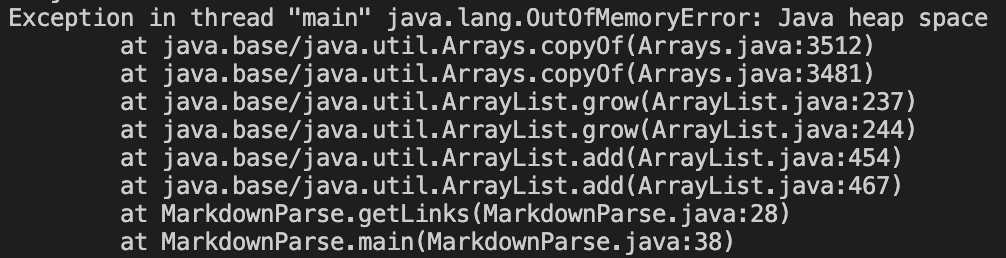 Exception in thread "main" java.lang.OutOfMemoryError: Java heap space
at java.base/java.util.Arrays.copyOf(Arrays.java:3512)
at java.base/java.util.Arrays.copyOf(Arrays.java:3481)
at java.base/java.util.ArrayList.grow(ArrayList.java:237)
at java.base/java.util.ArrayList.grow(ArrayList.java:244)
at java.base/java.util.ArrayList.add(ArrayList.java:454)
at java.base/java.util.ArrayList.add(ArrayList.java:467)
at MarkdownParse.getLinks(MarkdownParse.java:28)
at MarkdownParse.main(MarkdownParse.java:38)